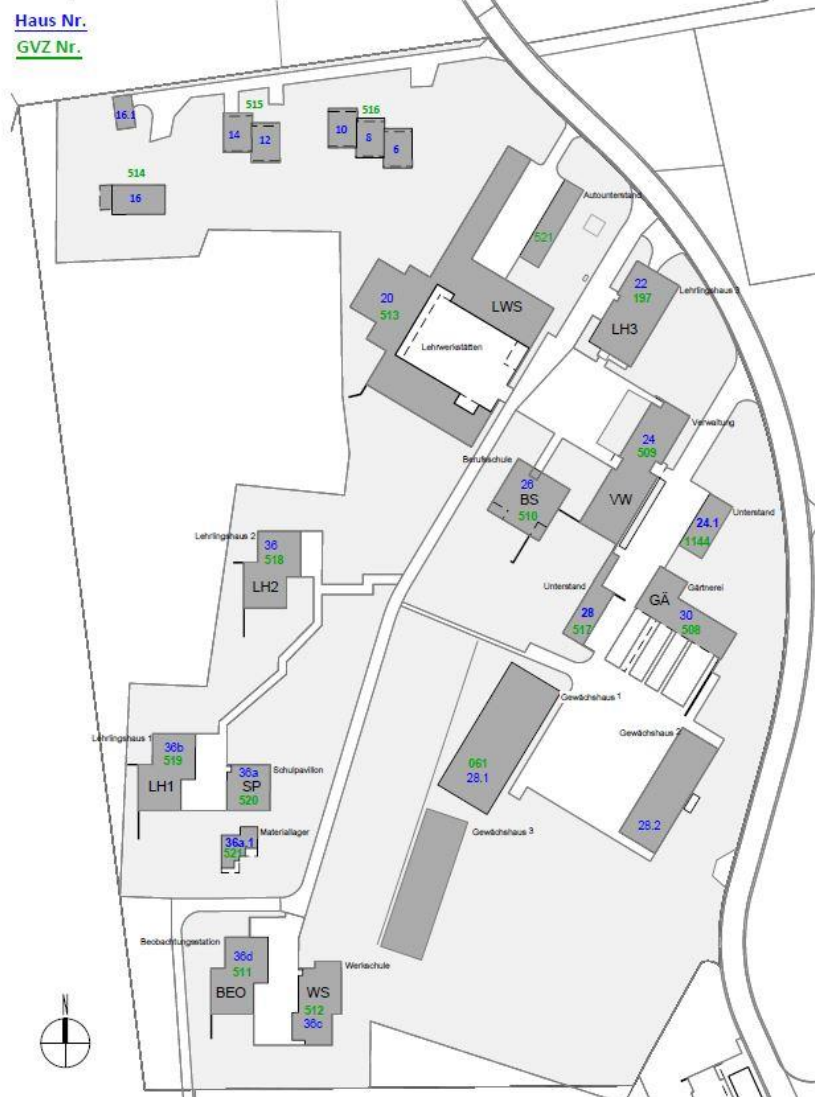 Haus Nr.
GVZ Nr.
16.1
515
14
12
516
10
8
6
514
16
Autounterstand
521
20
513
LWS
Lehrwerkstätten
22
197
Lehrlingshaus 3
LH3
24
509
Verwaltung
VW
Berufsschule
26
BS
510
24.1
1144
Unterstand
Lehrlingshaus 2
36
518
LH2
Unterstand
28
517
GÄ
Gärtnerei
30
508
Gewächshaus 1
061
28.1
Gewächshaus 2
28.2
Gewächshaus 3
Lehrlingshaus 1
36b
519
LH1
36a
SP
520
Schulpavillon
Materiallager
36a.1
521
Beobachtungsstation
36d
511
BEO
Werkschule
WS
512
36c
N